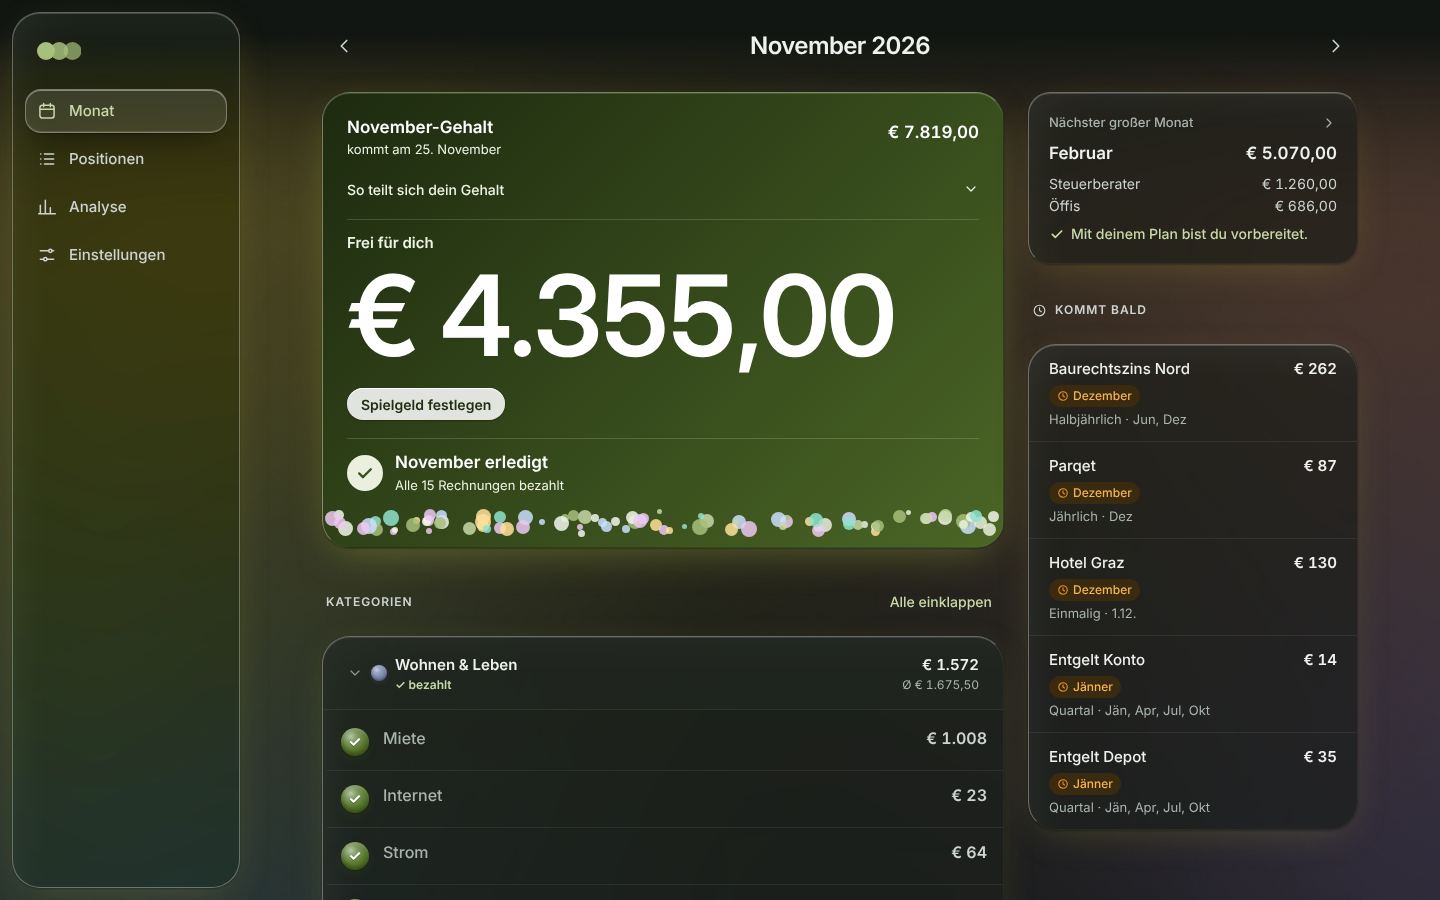 Monat
Positionen
Analyse
Einstellungen
November 2026
November-Gehalt
€ 7.819,00
kommt am 25. November
So teilt sich dein Gehalt
Frei für dich
€ 4.355,00
Spielgeld festlegen
November erledigt
Alle 15 Rechnungen bezahlt
KATEGORIEN
Alle einklappen
Wohnen & Leben
€ 1.572
bezahlt
Ø € 1.675,50
Miete
€ 1.008
Internet
€ 23
Strom
€ 64
Nächster großer Monat
Februar
€ 5.070,00
Steuerberater
€ 1.260,00
Öffis
€ 686,00
Mit deinem Plan bist du vorbereitet.
KOMMT BALD
Baurechtszins Nord
€ 262
Dezember
Halbjährlich · Jun, Dez
Parqet
€ 87
Dezember
Jährlich · Dez
Hotel Graz
€ 130
Dezember
Einmalig · 1.12.
Entgelt Konto
€ 14
Jänner
Quartal · Jän, Apr, Jul, Okt
Entgelt Depot
€ 35
Jänner
Quartal · Jän, Apr, Jul, Okt